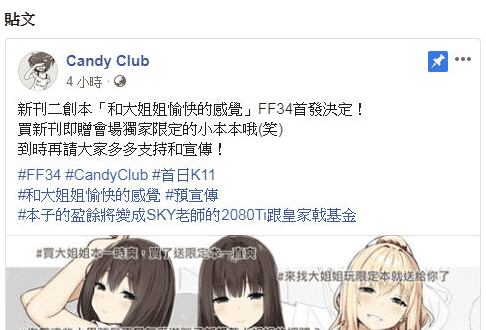 貼文
Candy Club
4 小時
新刊二創本「和大姐姐愉快的感覺」FF34首發決定！
買新刊即贈會場獨家限定的小本本哦(笑)
到時再請大家多多支持和宣傳！
#FF34 #CandyClub #首日K11
#和大姐姐愉快的感覺 #預宣傳
#本子的盈餘將變成SKY老師的2080Ti跟皇家戟基金
#買大姐姐本一時爽，買了送限定本一直爽
#來找大姐姐玩限定本就送給你了